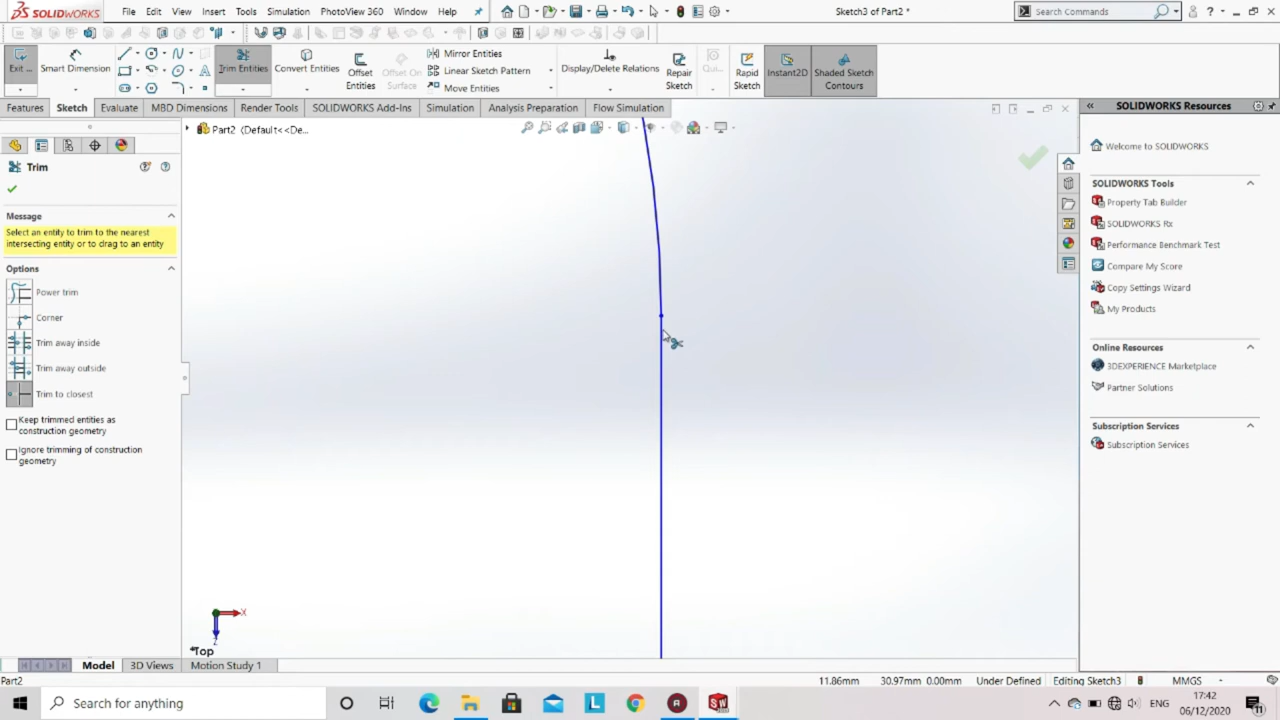 SOLIDWORKS
File Edit View Insert Tools Simulation PhotoView 360 Window Help
Sketch3 of Part2 *
Search Commands
Exit ...
Smart Dimension
Trim Entities
Convert Entities
Offset Entities
Offset On Surface
Mirror Entities
Linear Sketch Pattern
Move Entities
Display/Delete Relations
Repair Sketch
Qui...
Rapid Sketch
Instant2D
Shaded Sketch Contours
Features Sketch Evaluate MBD Dimensions Render Tools SOLIDWORKS Add-Ins Simulation Analysis Preparation Flow Simulation
Part2 (Default<<De...
Trim
Message
Select an entity to trim to the nearest
intersecting entity or to drag to an entity
Options
Power trim
Corner
Trim away inside
Trim away outside
Trim to closest
Keep trimmed entities as
construction geometry
Ignore trimming of construction
geometry
X
Z
*Top
SOLIDWORKS Resources
Welcome to SOLIDWORKS
SOLIDWORKS Tools
Property Tab Builder
SOLIDWORKS Rx
Performance Benchmark Test
Compare My Score
Copy Settings Wizard
My Products
Online Resources
3DEXPERIENCE Marketplace
Partner Solutions
Subscription Services
Subscription Services
Model 3D Views Motion Study 1
Part2
11.86mm 30.97mm 0.00mm Under Defined Editing Sketch3 MMGS
Search for anything
ENG
17:42
06/12/2020